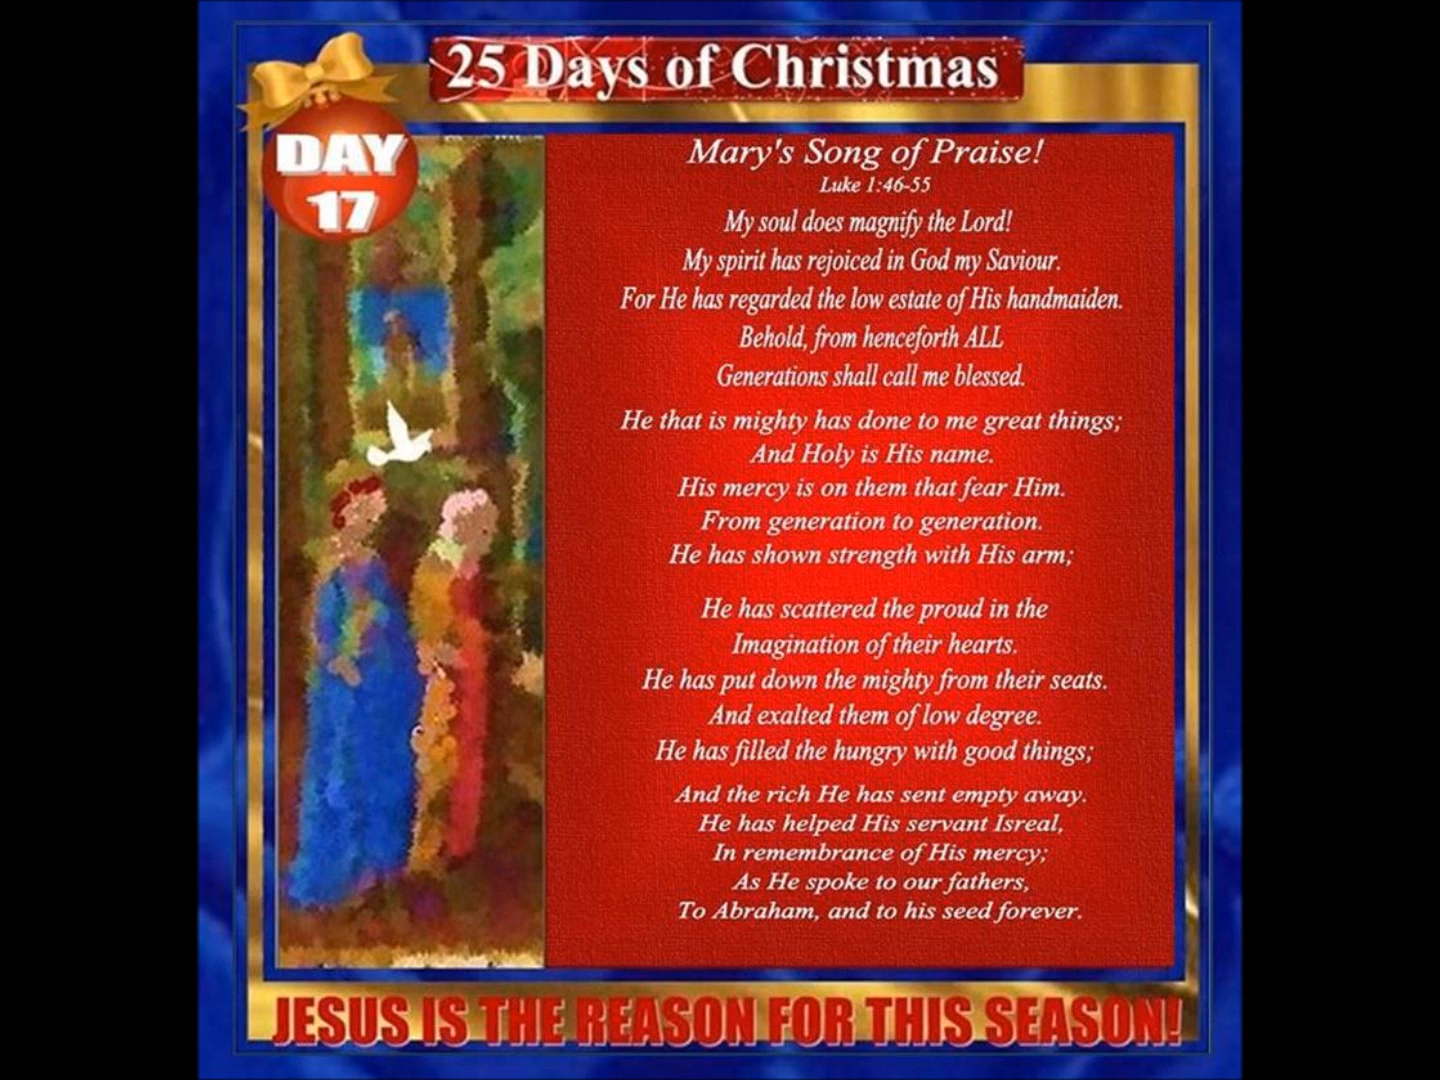 25 Days of Christmas
DAY
17
Mary's Song of Praise!
Luke 1:46-55
My soul does magnify the Lord!
My spirit has rejoiced in God my Saviour.
For He has regarded the low estate of His handmaiden.
Behold, from henceforth ALL
Generations shall call me blessed.
He that is mighty has done to me great things;
And Holy is His name.
His mercy is on them that fear Him.
From generation to generation.
He has shown strength with His arm;
He has scattered the proud in the
Imagination of their hearts.
He has put down the mighty from their seats.
And exalted them of low degree.
He has filled the hungry with good things;
And the rich He has sent empty away.
He has helped His servant Isreal,
In remembrance of His mercy;
As He spoke to our fathers,
To Abraham, and to his seed forever.
JESUS IS THE REASON FOR THIS SEASON!